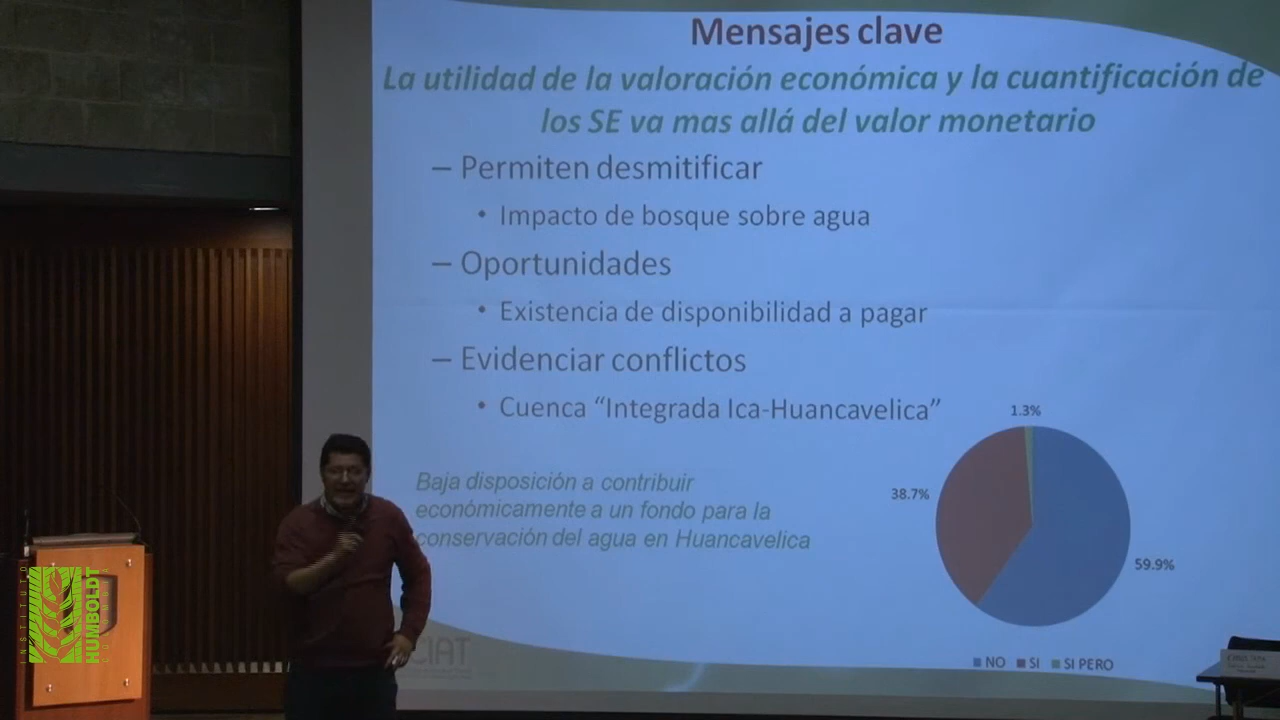 Mensajes clave
La utilidad de la valoración económica y la cuantificación de
los SE va mas allá del valor monetario
– Permiten desmitificar
• Impacto de bosque sobre agua
– Oportunidades
• Existencia de disponibilidad a pagar
– Evidenciar conflictos
• Cuenca “Integrada Ica-Huancavelica”
Baja disposición a contribuir
económicamente a un fondo para la
conservación del agua en Huancavelica
1.3%
38.7%
59.9%
NO SI SI PERO
CIAT
INSTITUTO
HUMBOLDT
COLOMBIA